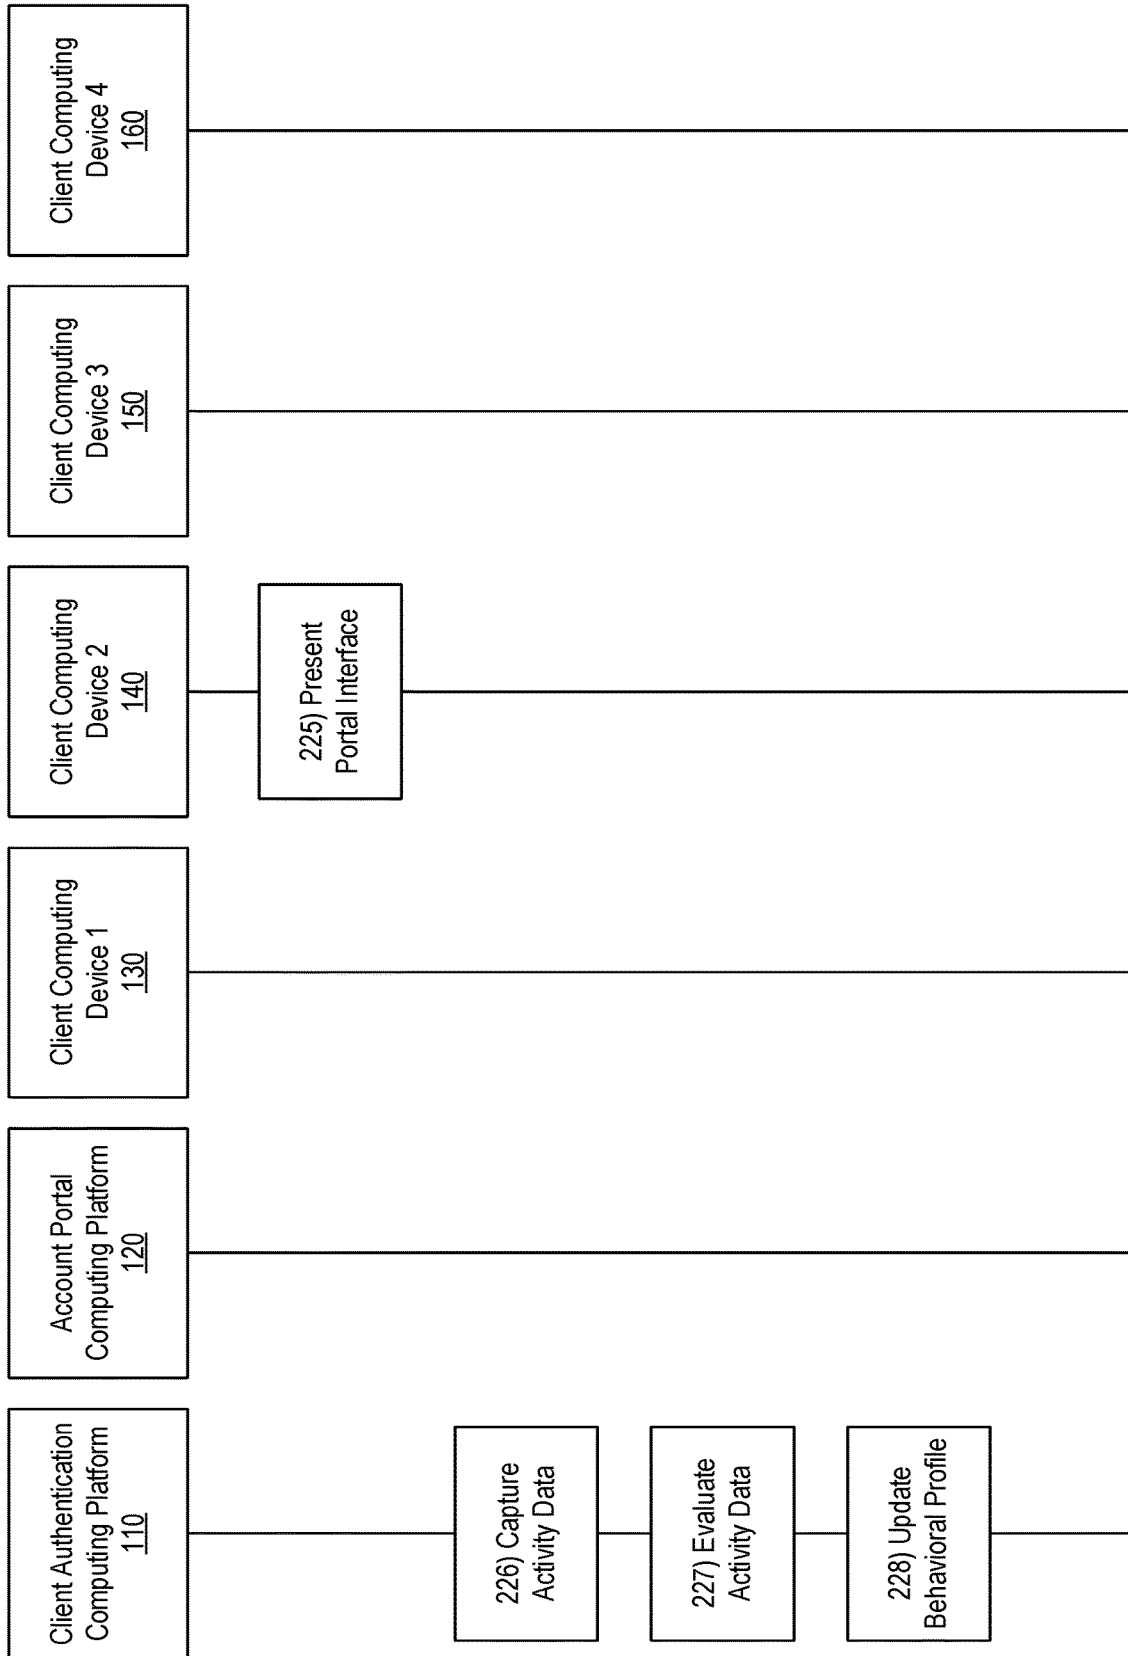 Client Authentication
Computing Platform
110
Account Portal
Computing Platform
120
Client Computing
Device 1
130
Client Computing
Device 2
140
Client Computing
Device 3
150
Client Computing
Device 4
160
225) Present
Portal Interface
226) Capture
Activity Data
227) Evaluate
Activity Data
228) Update
Behavioral Profile